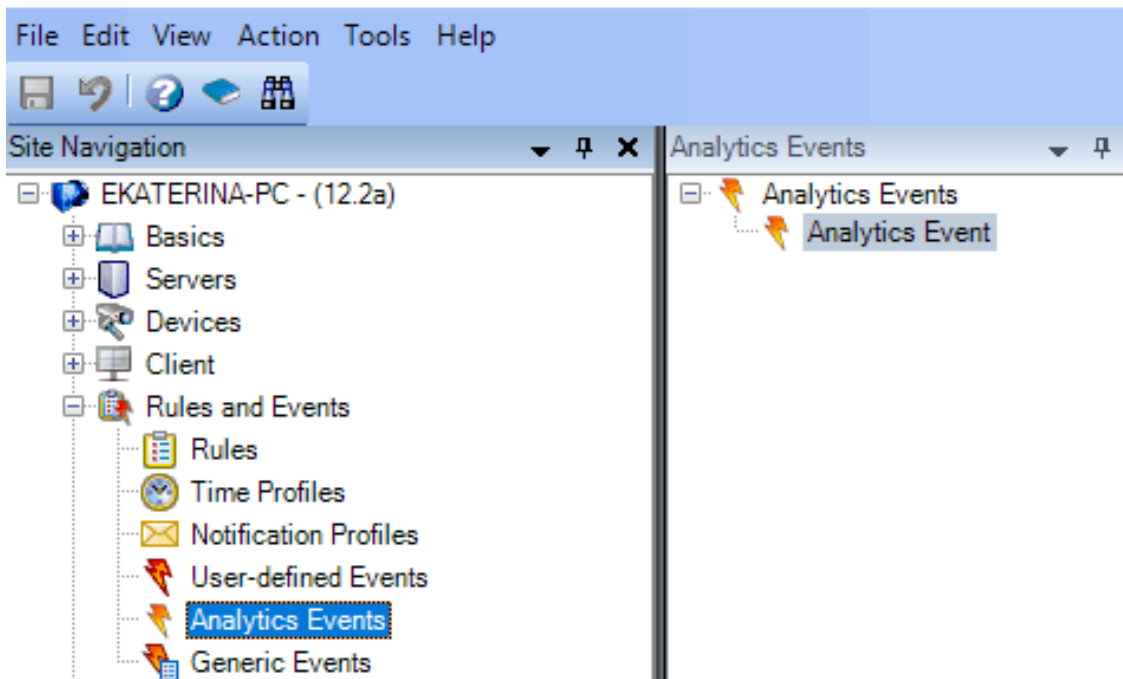 File Edit View Action Tools Help
Site Navigation
EKATERINA-PC - (12.2a)
Basics
Servers
Devices
Client
Rules and Events
Rules
Time Profiles
Notification Profiles
User-defined Events
Analytics Events
Generic Events
Analytics Events
Analytics Events
Analytics Event